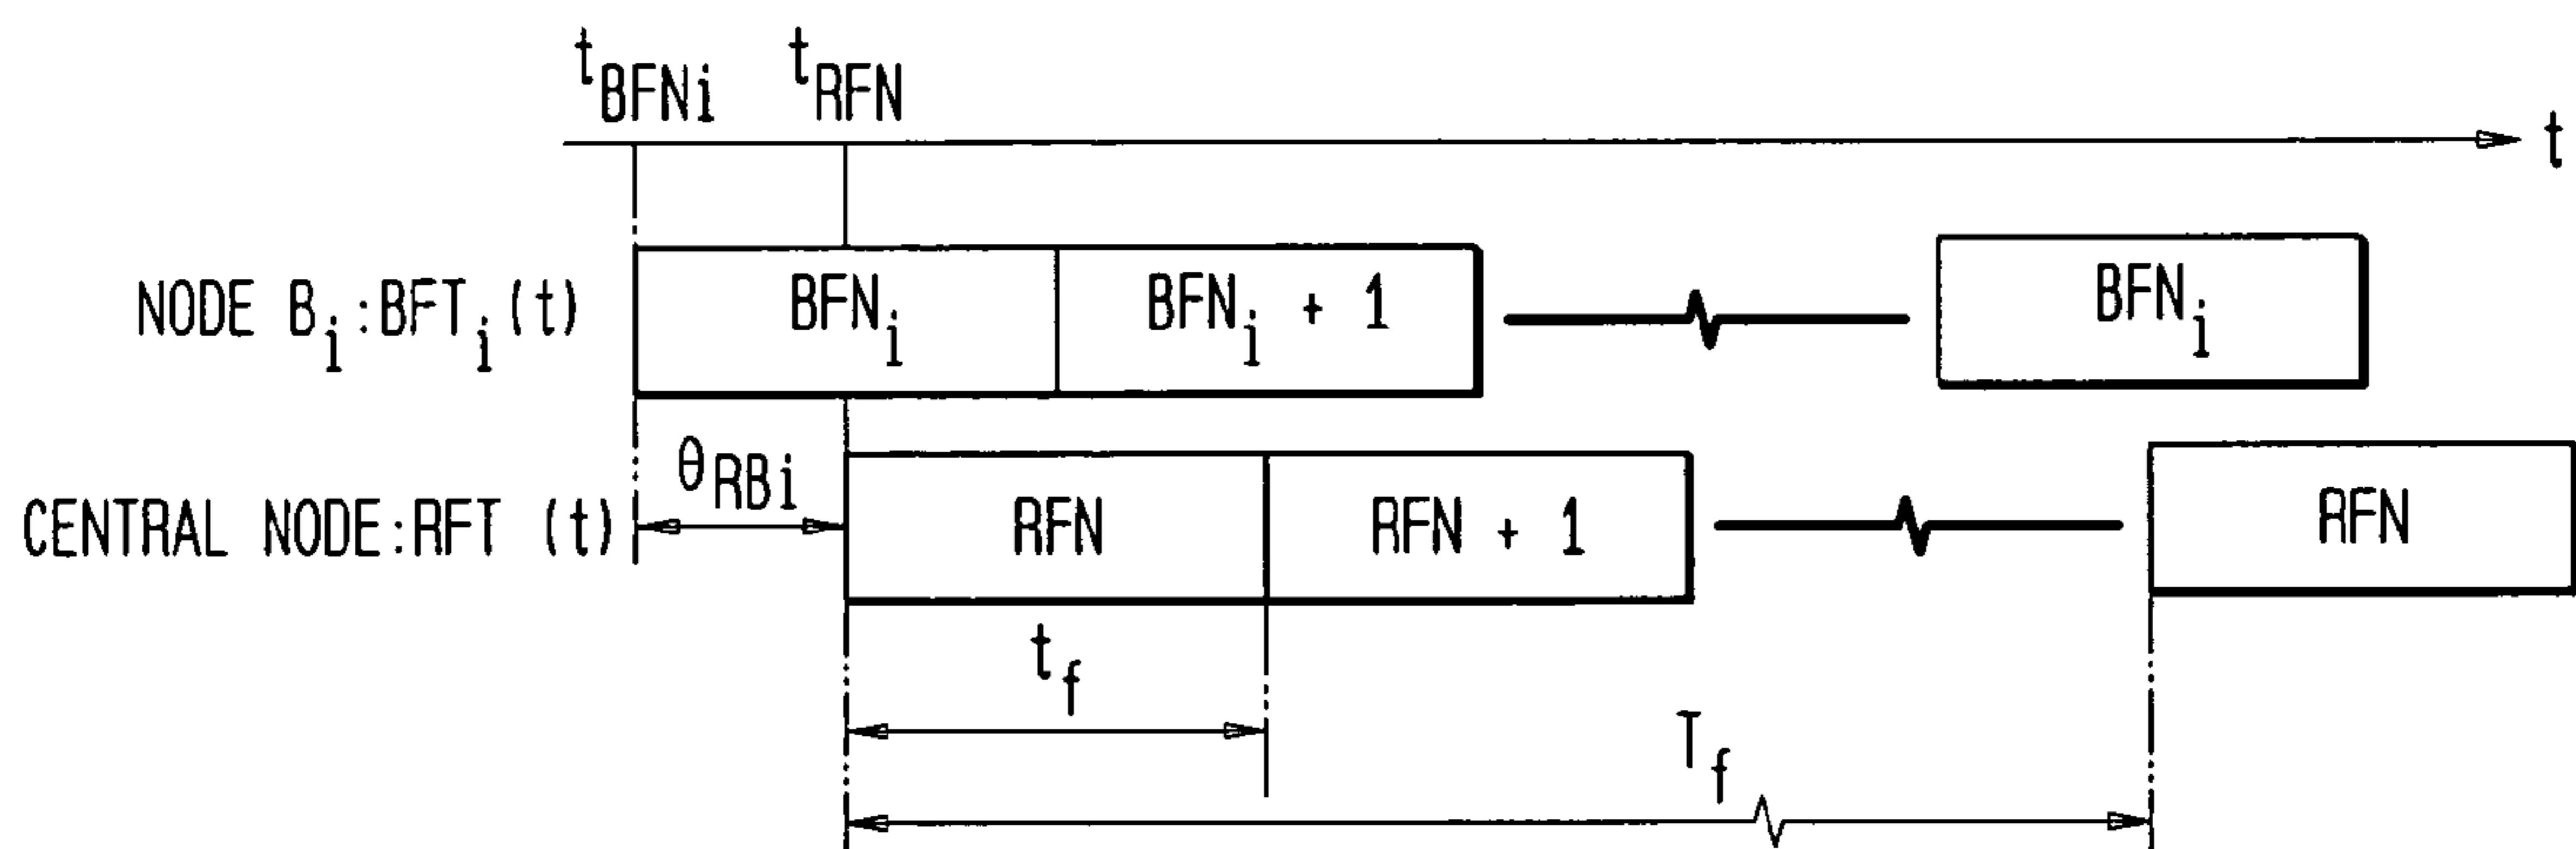 t_BFNi t_RFN
t
NODE B_i:BFT_i(t) BFN_i BFN_i + 1 BFN_i
θ_RBi
CENTRAL NODE:RFT (t) RFN RFN + 1 RFN
t_f
T_f